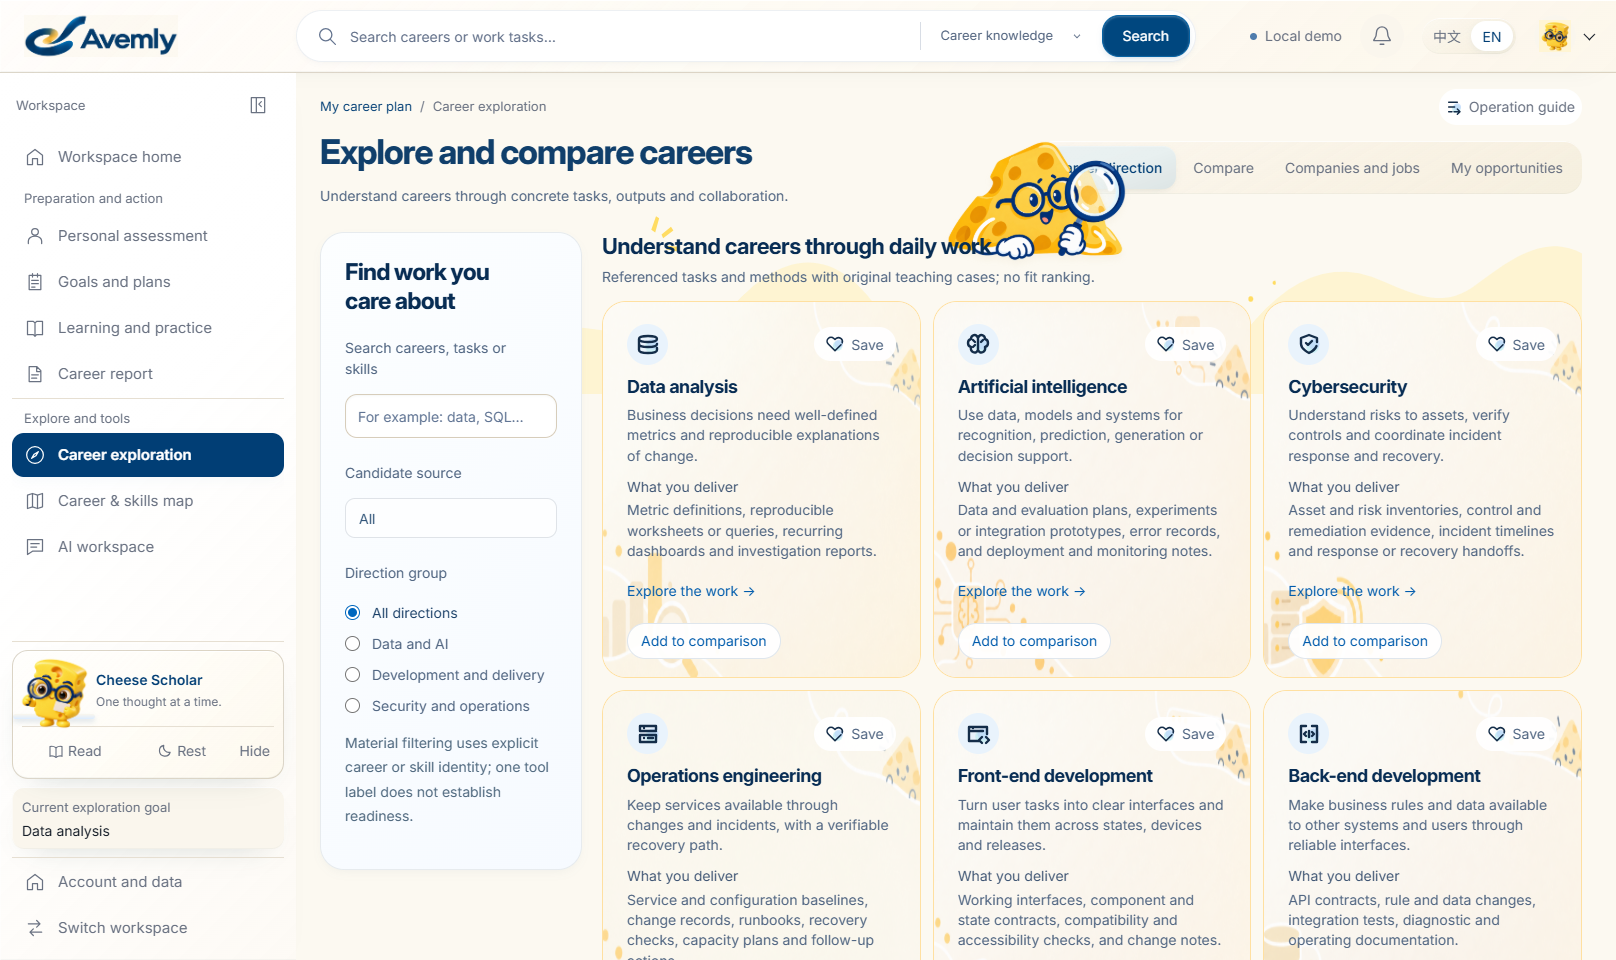 Avemly
Search careers or work tasks...
Career knowledge
Search
Local demo
中文
EN
Workspace
Workspace home
Preparation and action
Personal assessment
Goals and plans
Learning and practice
Career report
Explore and tools
Career exploration
Career & skills map
AI workspace
Cheese Scholar
One thought at a time.
Read
Rest
Hide
Current exploration goal
Data analysis
Account and data
Switch workspace
My career plan / Career exploration
Operation guide
Explore and compare careers
Understand careers through concrete tasks, outputs and collaboration.
Compare
Companies and jobs
My opportunities
Find work you
care about
Search careers, tasks or
skills
For example: data, SQL...
Candidate source
All
Direction group
All directions
Data and AI
Development and delivery
Security and operations
Material filtering uses explicit
career or skill identity; one tool
label does not establish
readiness.
Understand careers through daily work
Referenced tasks and methods with original teaching cases; no fit ranking.
Save
Data analysis
Business decisions need well-defined
metrics and reproducible explanations
of change.
What you deliver
Metric definitions, reproducible
worksheets or queries, recurring
dashboards and investigation reports.
Explore the work →
Add to comparison
Save
Artificial intelligence
Use data, models and systems for
recognition, prediction, generation or
decision support.
What you deliver
Data and evaluation plans, experiments
or integration prototypes, error records,
and deployment and monitoring notes.
Explore the work →
Add to comparison
Save
Cybersecurity
Understand risks to assets, verify
controls and coordinate incident
response and recovery.
What you deliver
Asset and risk inventories, control and
remediation evidence, incident timelines
and response or recovery handoffs.
Explore the work →
Add to comparison
Save
Operations engineering
Keep services available through
changes and incidents, with a verifiable
recovery path.
What you deliver
Service and configuration baselines,
change records, runbooks, recovery
checks, capacity plans and follow-up
Save
Front-end development
Turn user tasks into clear interfaces and
maintain them across states, devices
and releases.
What you deliver
Working interfaces, component and
state contracts, compatibility and
accessibility checks, and change notes.
Save
Back-end development
Make business rules and data available
to other systems and users through
reliable interfaces.
What you deliver
API contracts, rule and data changes,
integration tests, diagnostic and
operating documentation.